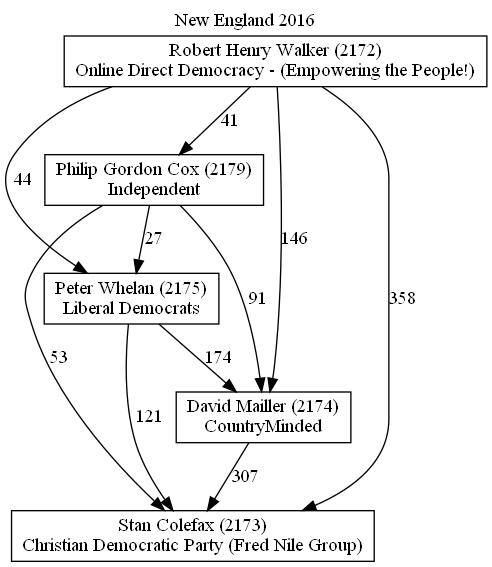 New England 2016
Robert Henry Walker (2172)
Online Direct Democracy - (Empowering the People!)
41
Philip Gordon Cox (2179)
Independent
44
27
146
Peter Whelan (2175)
Liberal Democrats
91
358
53
174
David Mailler (2174)
CountryMinded
121
307
Stan Colefax (2173)
Christian Democratic Party (Fred Nile Group)